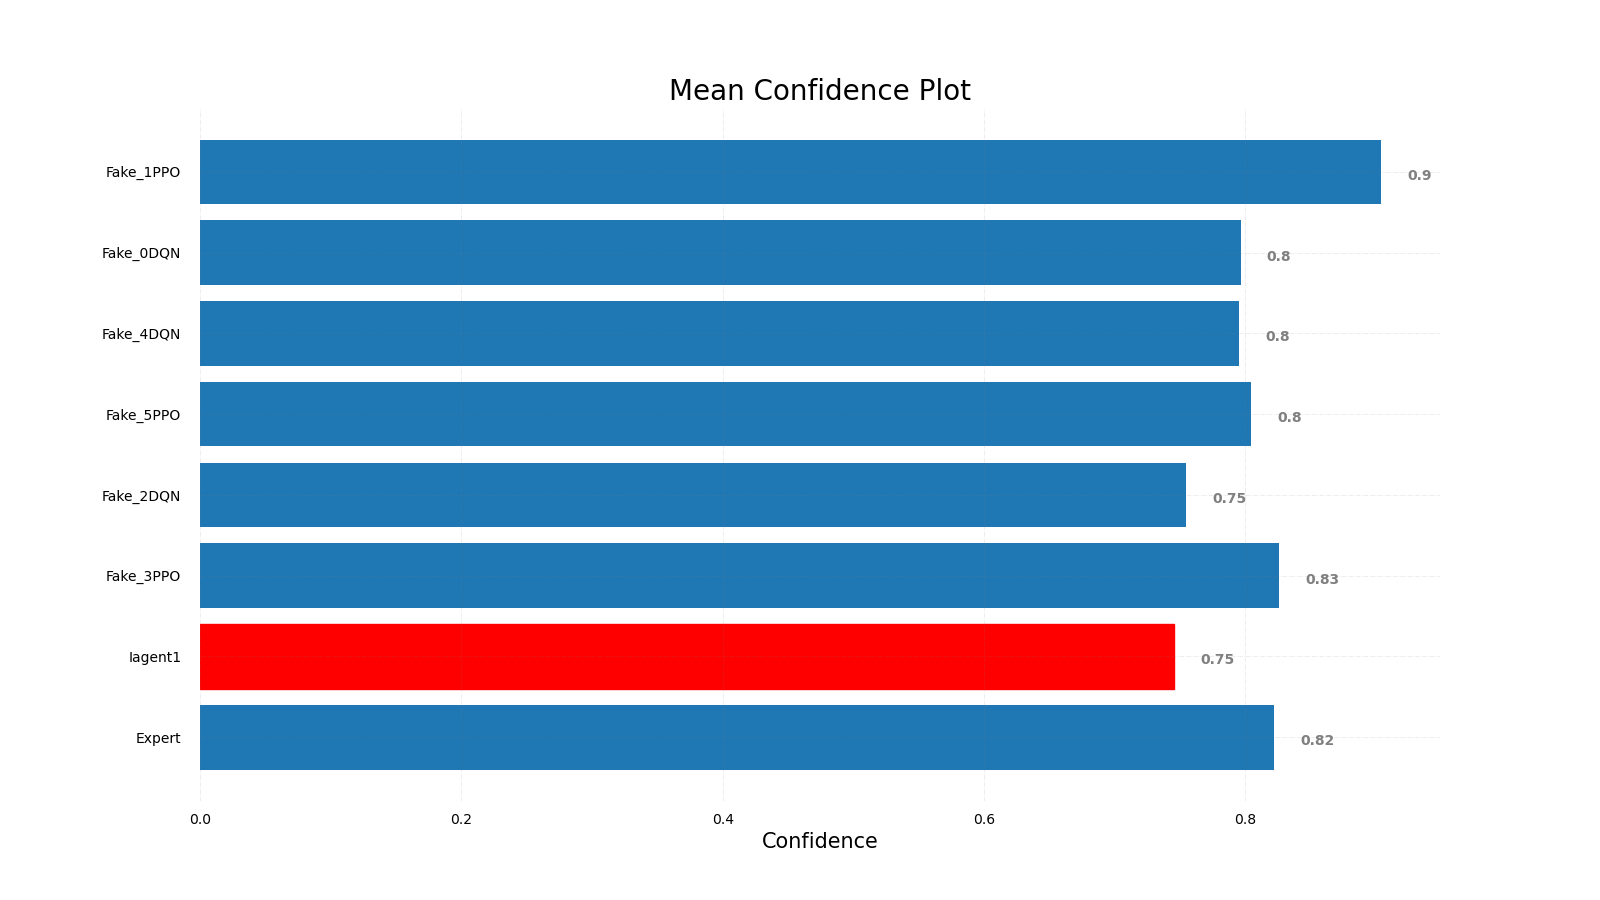 Mean Confidence Plot
Fake_1PPO 0.9
Fake_0DQN 0.8
Fake_4DQN 0.8
Fake_5PPO 0.8
Fake_2DQN 0.75
Fake_3PPO 0.83
Iagent1 0.75
Expert 0.82
0.0 0.2 0.4 0.6 0.8
Confidence